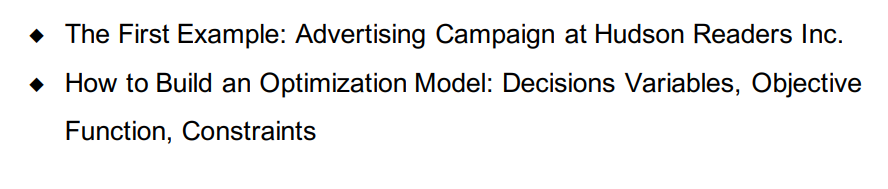 ◆ The First Example: Advertising Campaign at Hudson Readers Inc.
◆ How to Build an Optimization Model: Decisions Variables, Objective
Function, Constraints